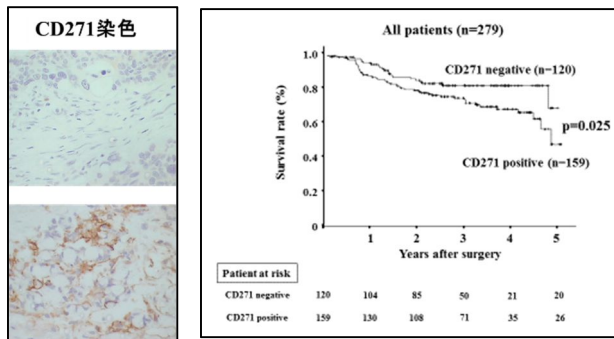 CD271染色
All patients (n=279)
Survival rate (%)
1.0
0.8
0.6
0.4
0.2
0
CD271 negative (n-120)
p=0.025
CD271 positive (n-159)
1 2 3 4 5
Years after surgery
Patient at risk
CD271 negative 120 104 85 50 21 20
CD271 positive 159 130 108 71 35 26